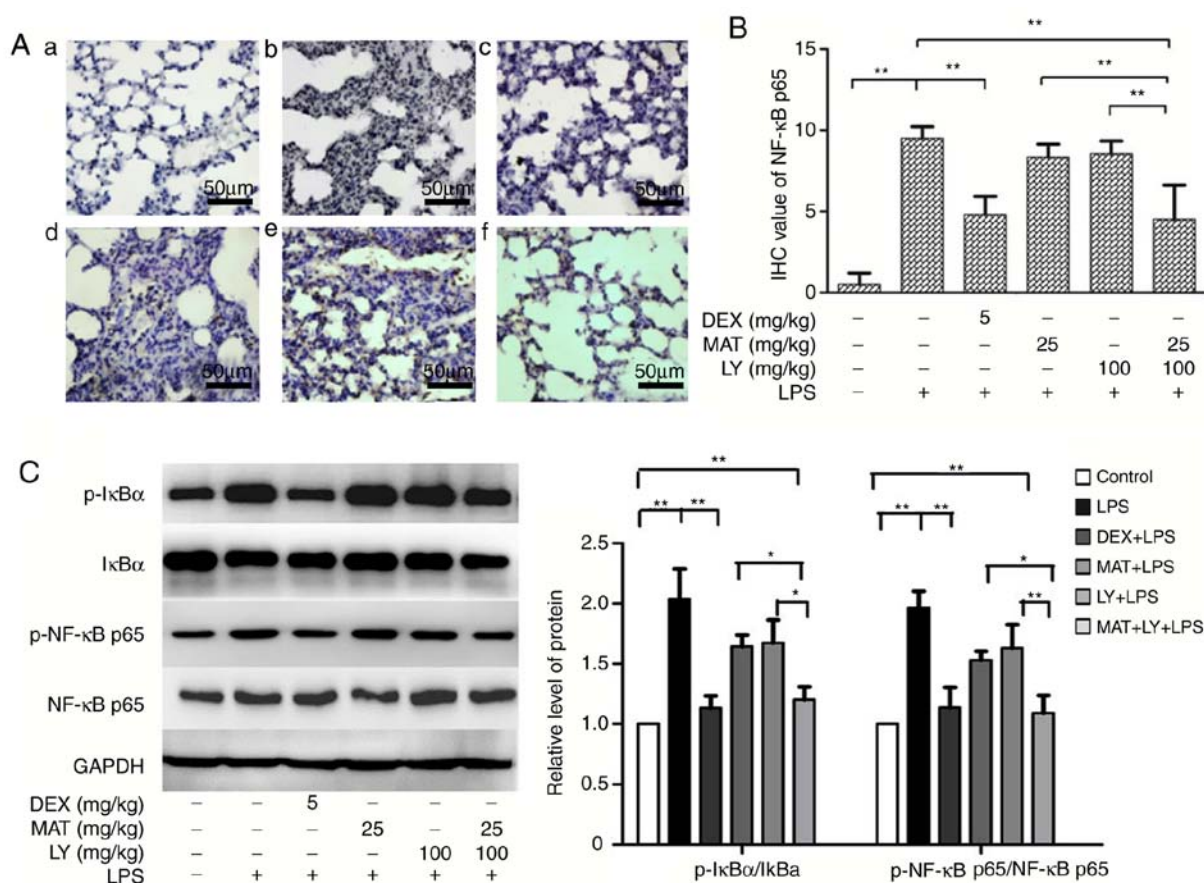 A
a
b
c
50μm
50μm
50μm
d
e
f
50μm
50μm
50μm
B
** 
** ** **
**
IHC value of NF-κB p65
15
10
5
0
DEX (mg/kg) – – 5 – – –
MAT (mg/kg) – – – 25 – 25
LY (mg/kg) – – – – 100 100
LPS – + + + + +
C
p-IκBα
IκBα
p-NF-κB p65
NF-κB p65
GAPDH
DEX (mg/kg) – – 5 – – –
MAT (mg/kg) – – – 25 – 25
LY (mg/kg) – – – – 100 100
LPS – + + + + +
** **
** ** ** **
* *
* **
Relative level of protein
2.5
2.0
1.5
1.0
0.5
0
p-IκBα/IkBa
p-NF-κB p65/NF-κB p65
Control
LPS
DEX+LPS
MAT+LPS
LY+LPS
MAT+LY+LPS